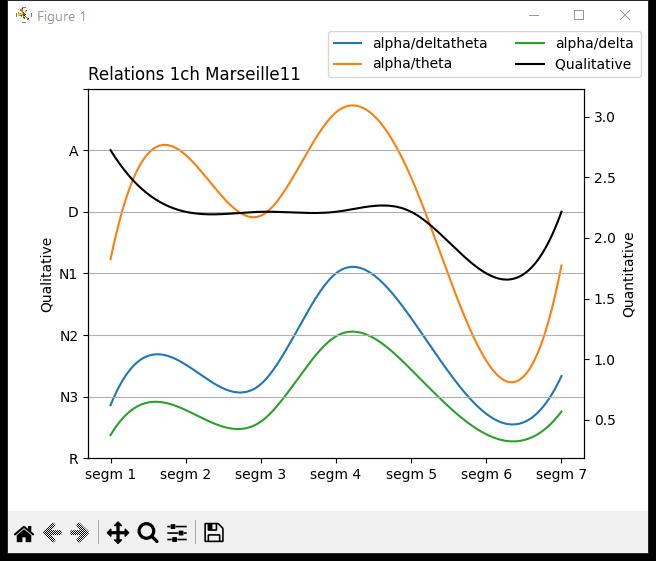 Figure 1
alpha/deltatheta
alpha/theta
alpha/delta
Qualitative
Relations 1ch Marseille11
Qualitative
A
D
N1
N2
N3
R
3.0
2.5
2.0
1.5
1.0
0.5
Quantitative
segm 1 segm 2 segm 3 segm 4 segm 5 segm 6 segm 7